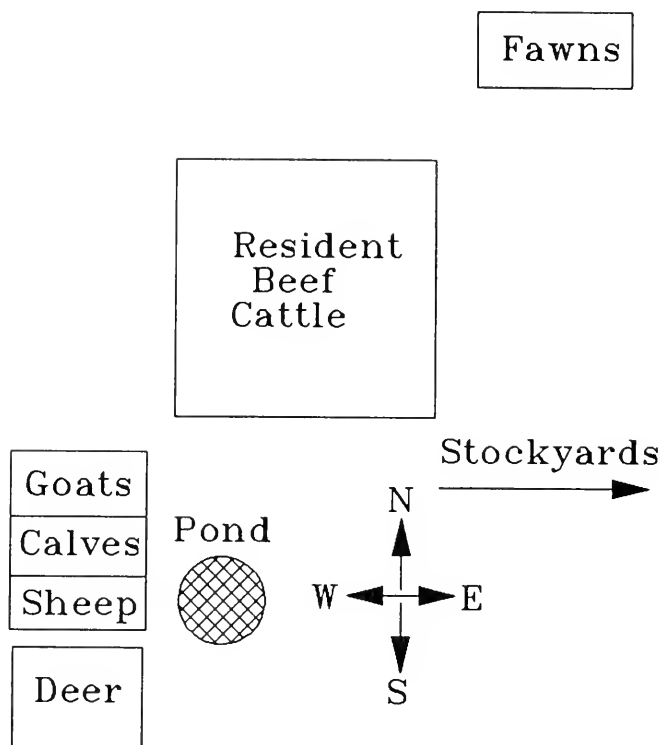 Fawns
Resident
Beef
Cattle
Stockyards
Goats
Calves
Sheep
Deer
Pond
N
W
E
S